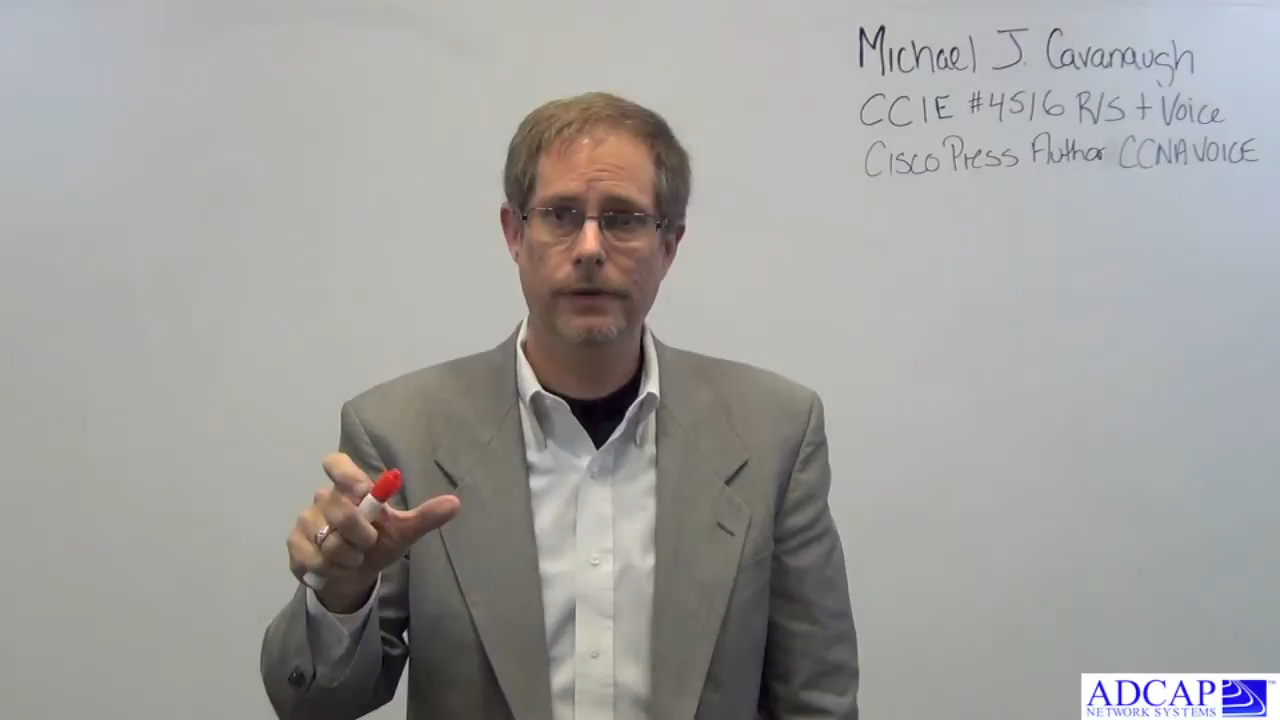 Michael J. Cavanaugh
CCIE #4516 R/S + Voice
Cisco Press Author CCNA VOICE
ADCAP
NETWORK SYSTEMS